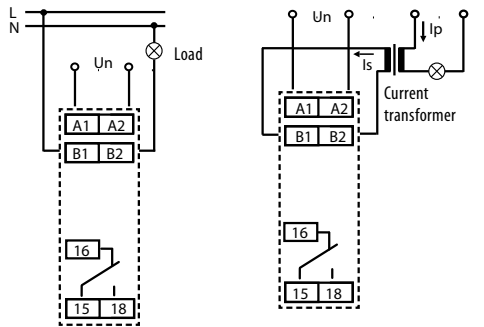 L
N
Load
Un
A1 A2
B1 B2
16
15 18
Un
Ip
Is
Current
transformer
A1 A2
B1 B2
16
15 18